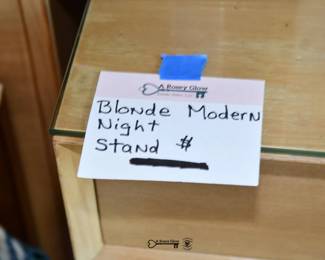 A Rosey Glow
Blonde Modern
Night
Stand $